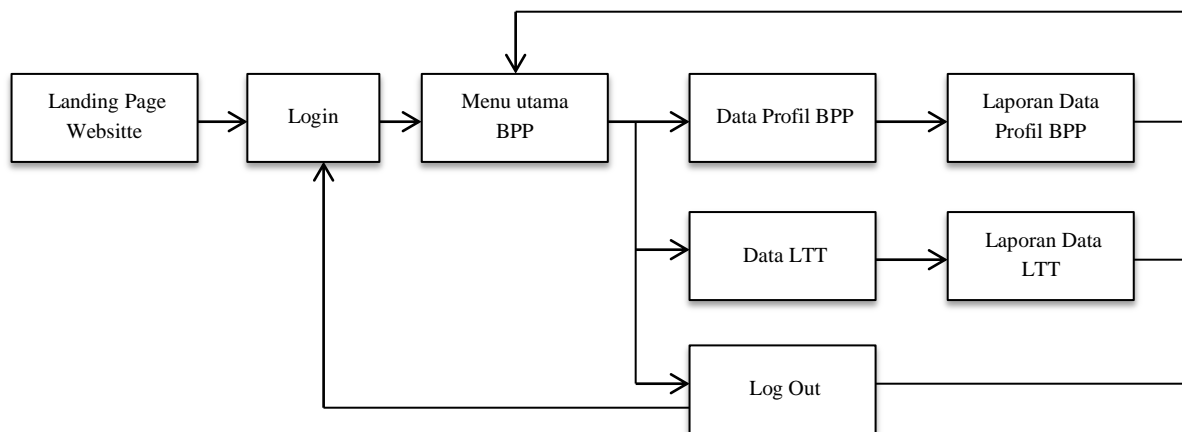 Landing Page
Websitte
Login
Menu utama
BPP
Data Profil BPP
Laporan Data
Profil BPP
Data LTT
Laporan Data
LTT
Log Out